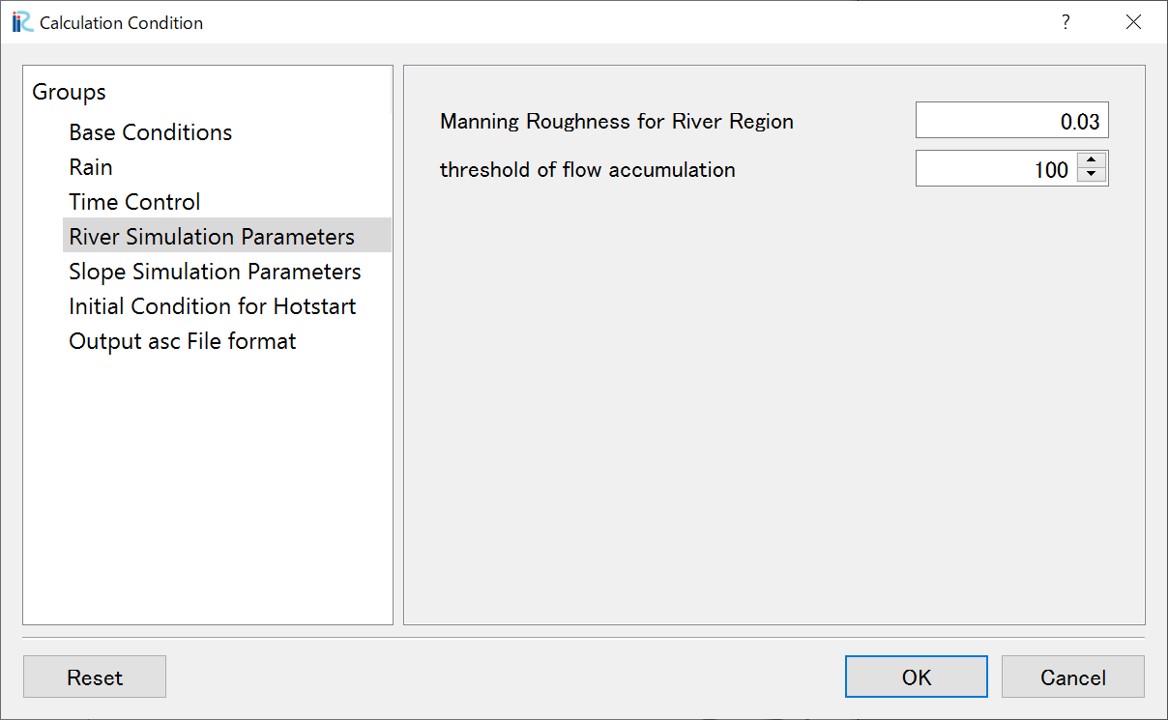 Calculation Condition
?
Groups
Base Conditions
Rain
Time Control
River Simulation Parameters
Slope Simulation Parameters
Initial Condition for Hotstart
Output asc File format
Manning Roughness for River Region 0.03
threshold of flow accumulation 100
Reset OK Cancel